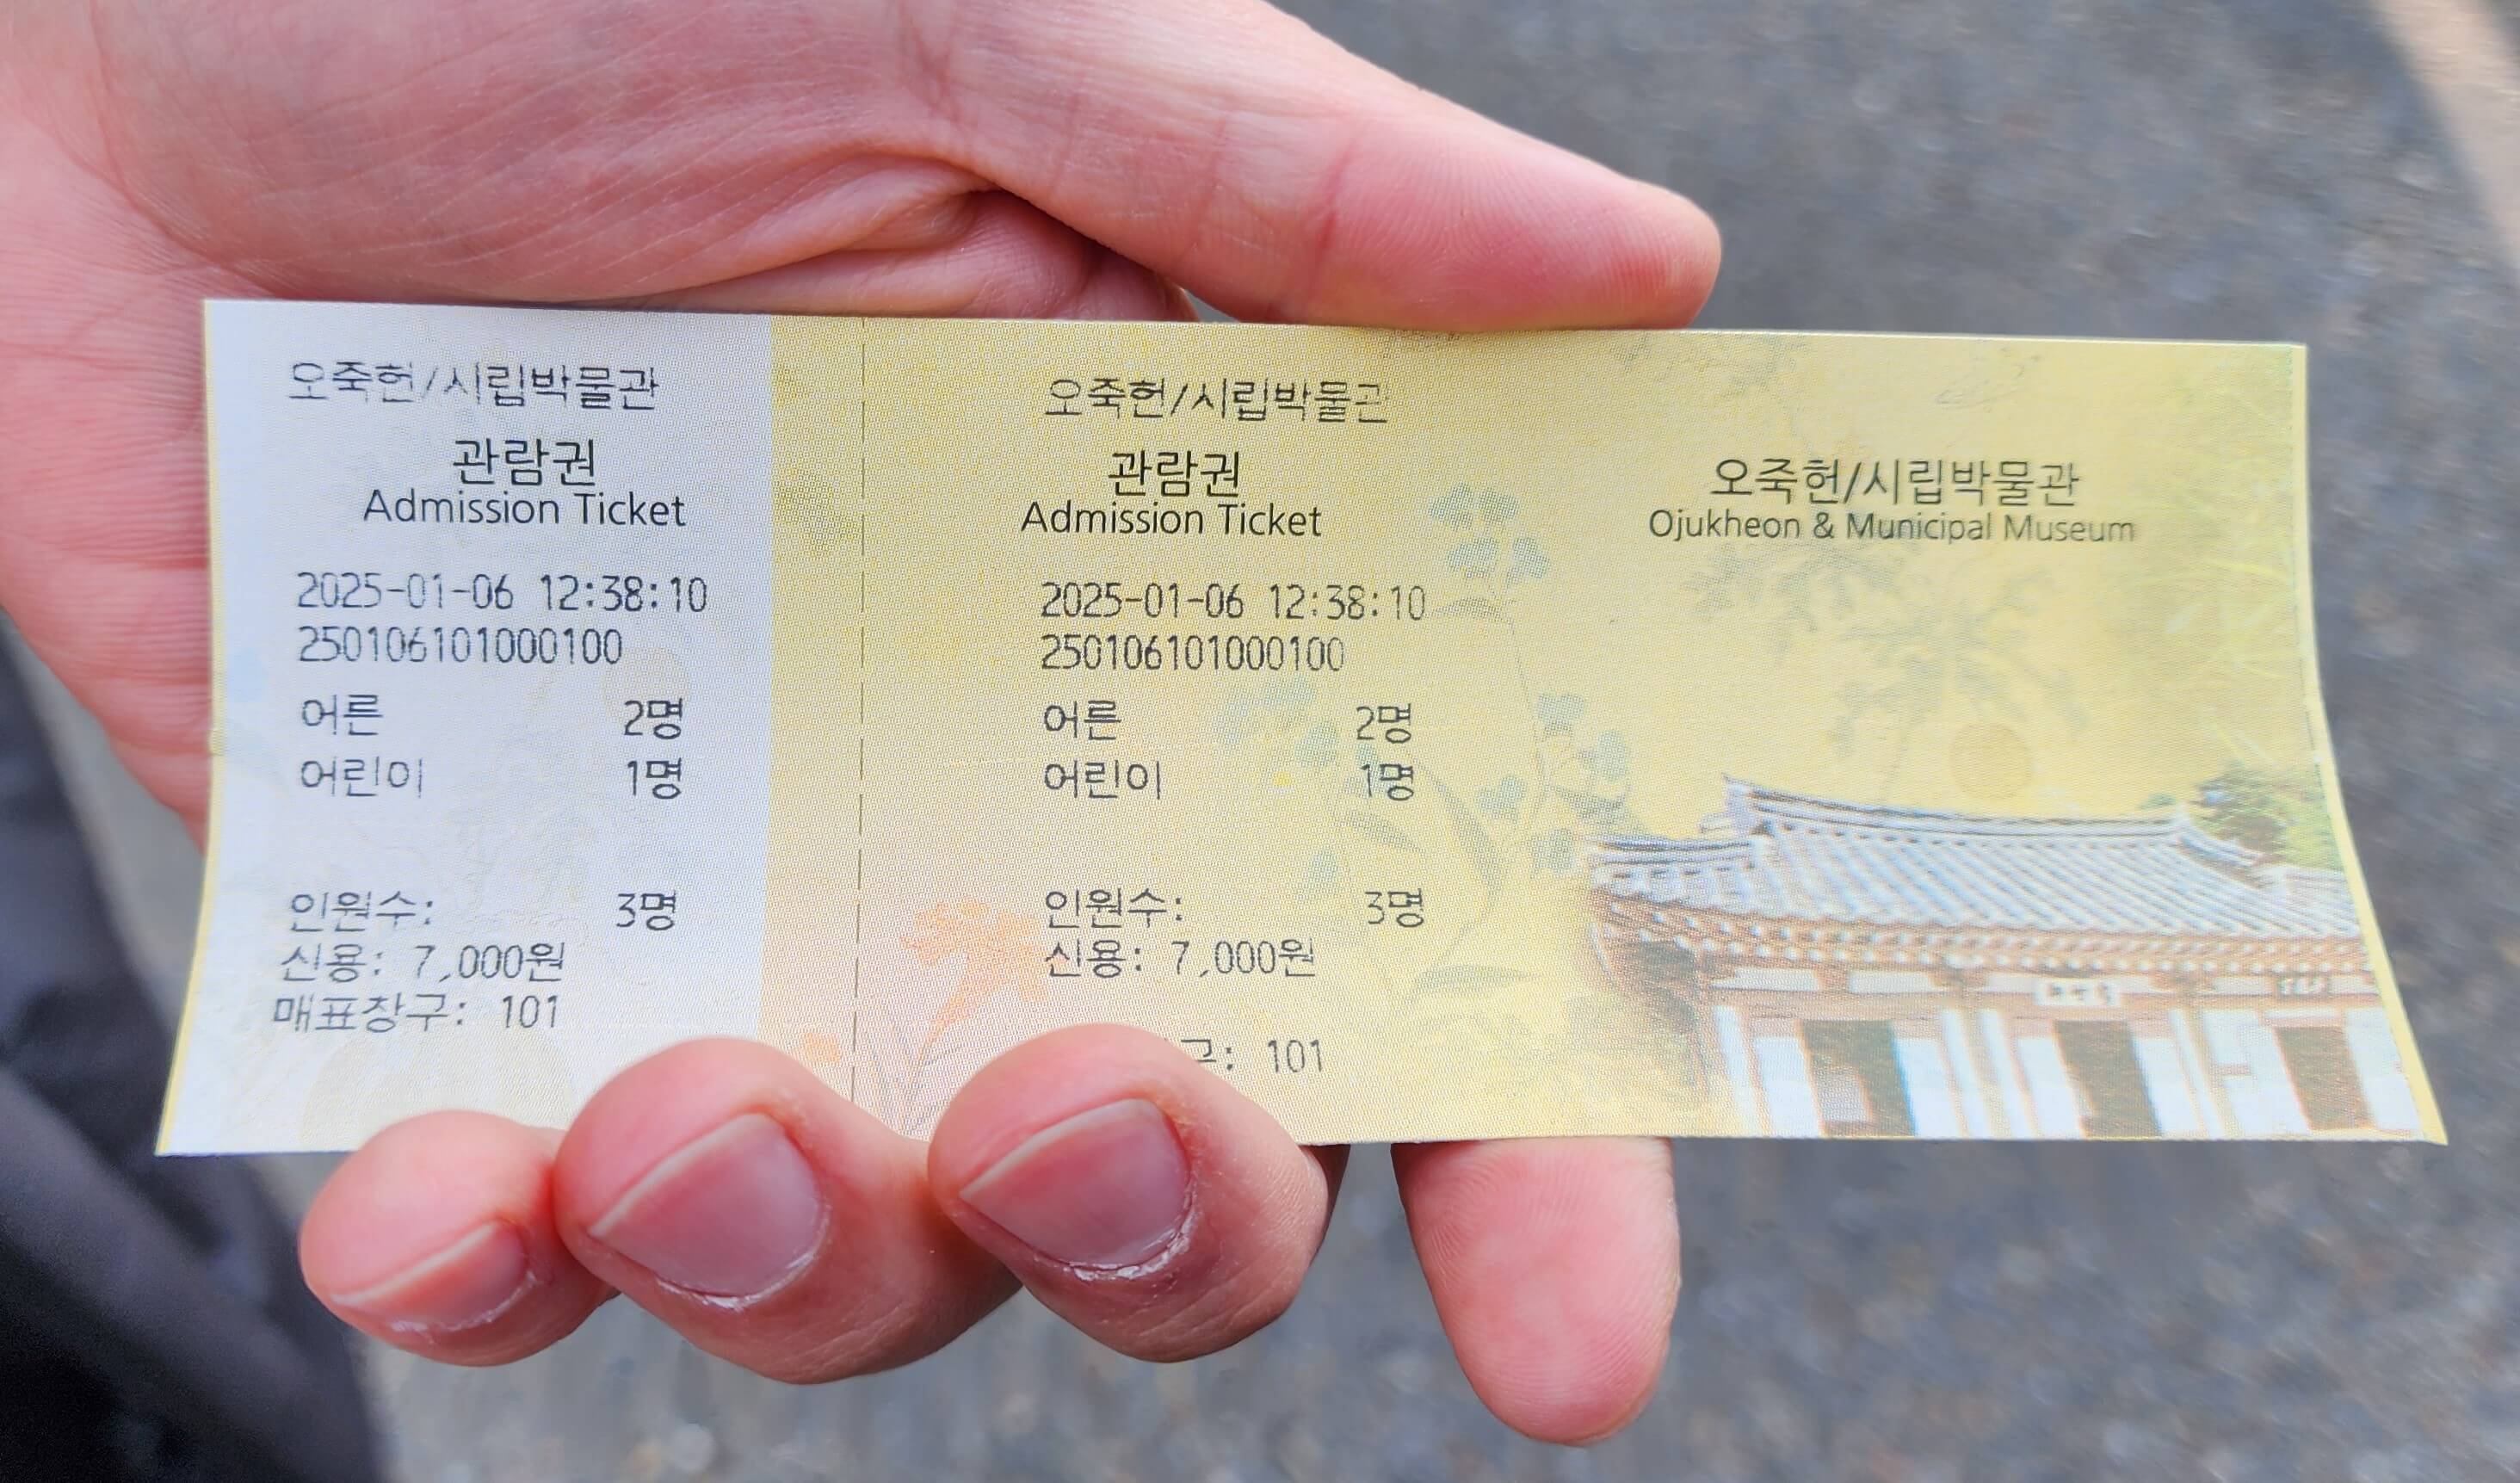 오죽헌/시립박물관
관람권
Admission Ticket
2025-01-06 12:38:10
250106101000100
어른 2명
어린이 1명
인원수: 3명
신용: 7,000원
매표창구: 101
오죽헌/시립박물관
관람권
Admission Ticket
2025-01-06 12:38:10
250106101000100
어른 2명
어린이 1명
인원수: 3명
신용: 7,000원
구: 101
오죽헌/시립박물관
Ojukheon & Municipal Museum